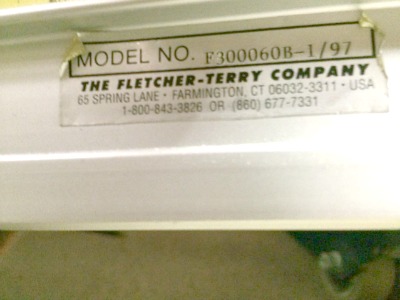 MODEL NO. F300060B-1/97
THE FLETCHER-TERRY COMPANY
65 SPRING LANE • FARMINGTON, CT 06032-3311 • USA
1-800-843-3826 OR (860) 677-7331